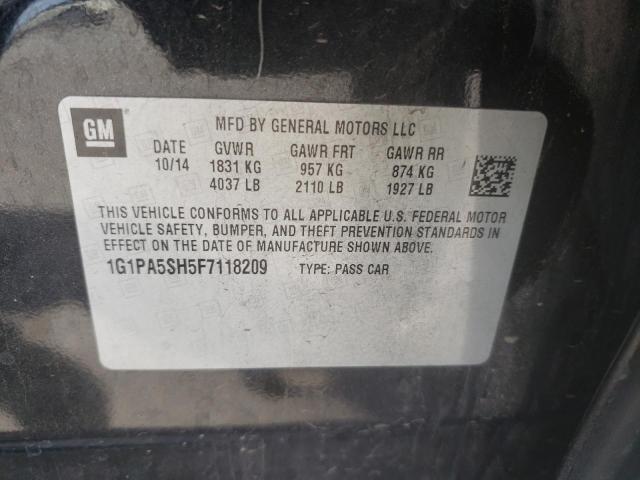 GM
MFD BY GENERAL MOTORS LLC
DATE GVWR GAWR FRT GAWR RR
10/14 1831 KG 957 KG 874 KG
4037 LB 2110 LB 1927 LB
THIS VEHICLE CONFORMS TO ALL APPLICABLE U.S. FEDERAL MOTOR
VEHICLE SAFETY, BUMPER, AND THEFT PREVENTION STANDARDS IN
EFFECT ON THE DATE OF MANUFACTURE SHOWN ABOVE.
1G1PA5SH5F7118209 TYPE: PASS CAR